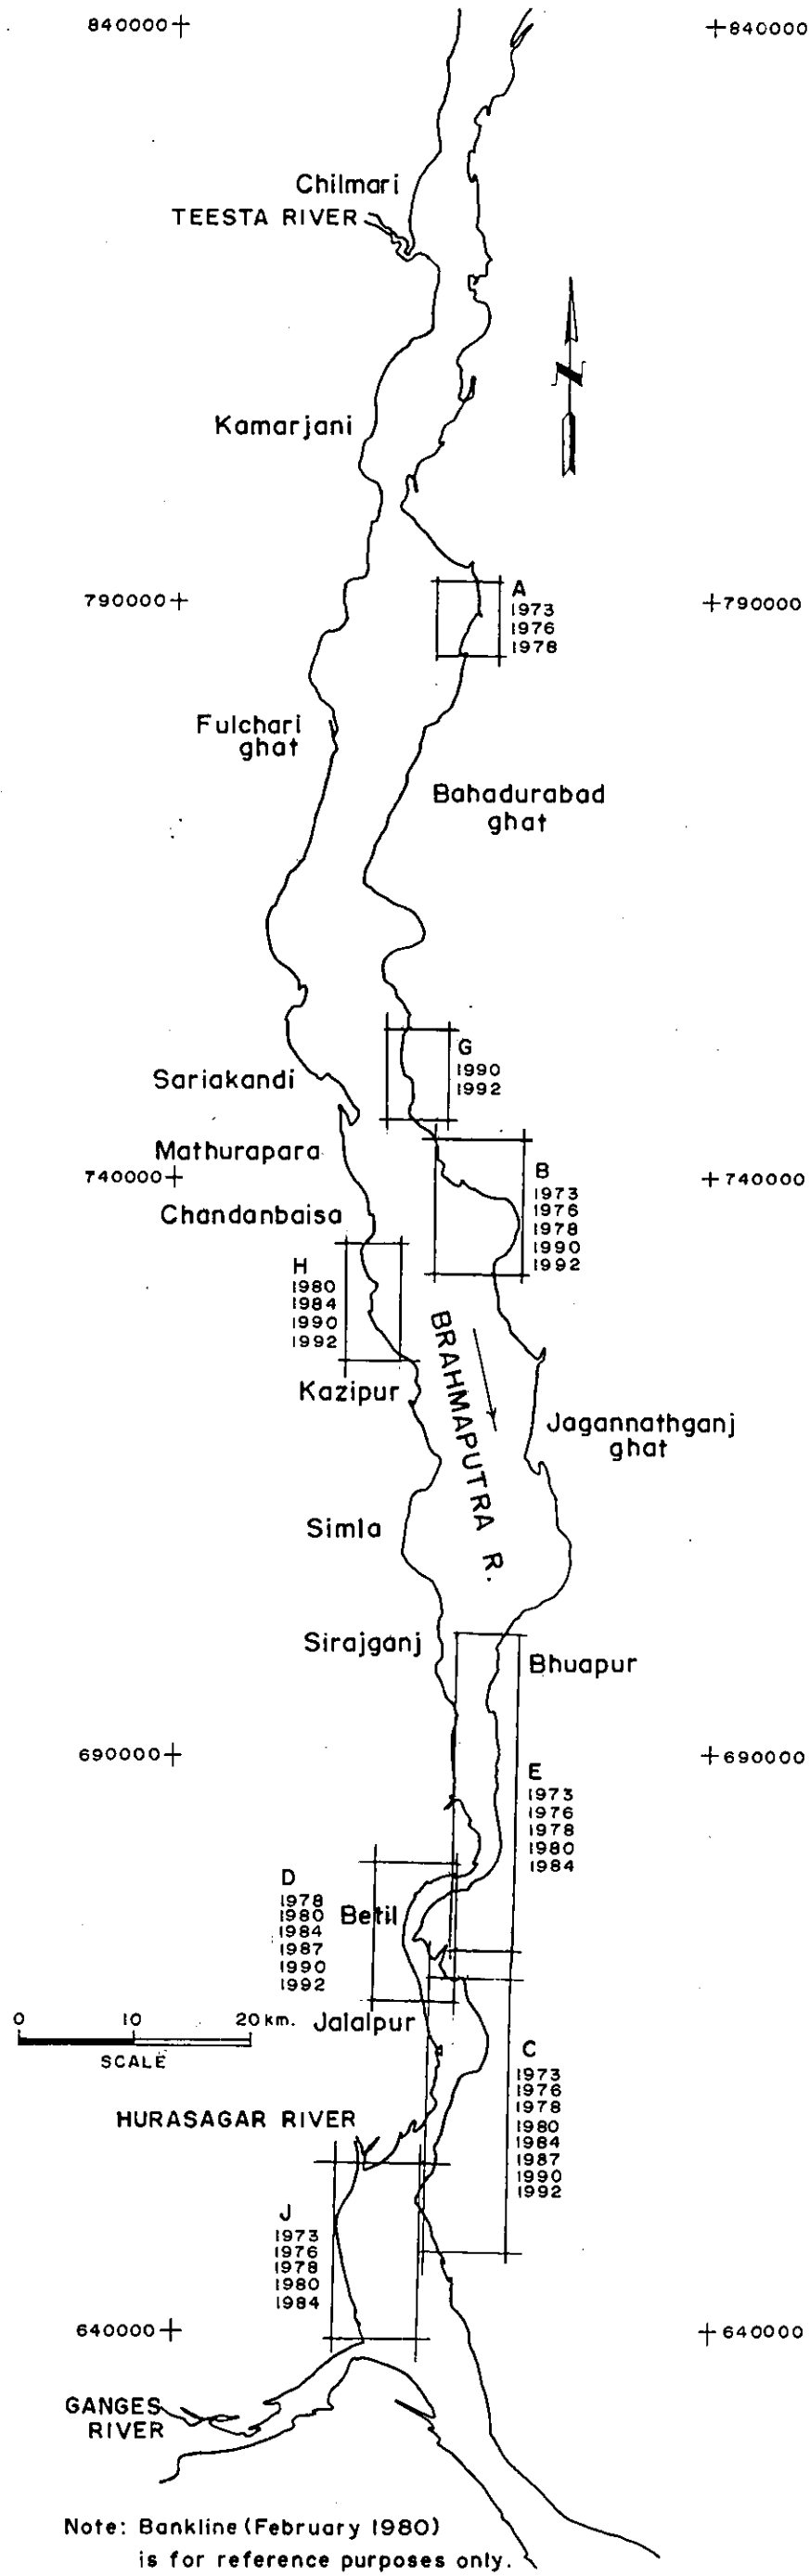 840000
840000
Chilmari
TEESTA RIVER
N
Kamarjani
790000
790000
A
1973
1976
1978
Fulchari
ghat
Bahadurabad
ghat
G
1990
1992
Sariakandi
Mathurapara
740000
740000
B
1973
1976
1978
1990
1992
Chandanbaisa
H
1980
1984
1990
1992
BRAHMAPUTRA R.
Kazipur
Jagannathganj
ghat
Simla
Sirajganj
Bhuapur
690000
690000
E
1973
1976
1978
1980
1984
D
1978
1980
1984
1987
1990
1992
Betil
0 10 20 km.
SCALE
Jalalpur
C
1973
1976
1978
1980
1984
1987
1990
1992
HURASAGAR RIVER
J
1973
1976
1978
1980
1984
640000
640000
GANGES
RIVER
Note: Bankline (February 1980)
is for reference purposes only.